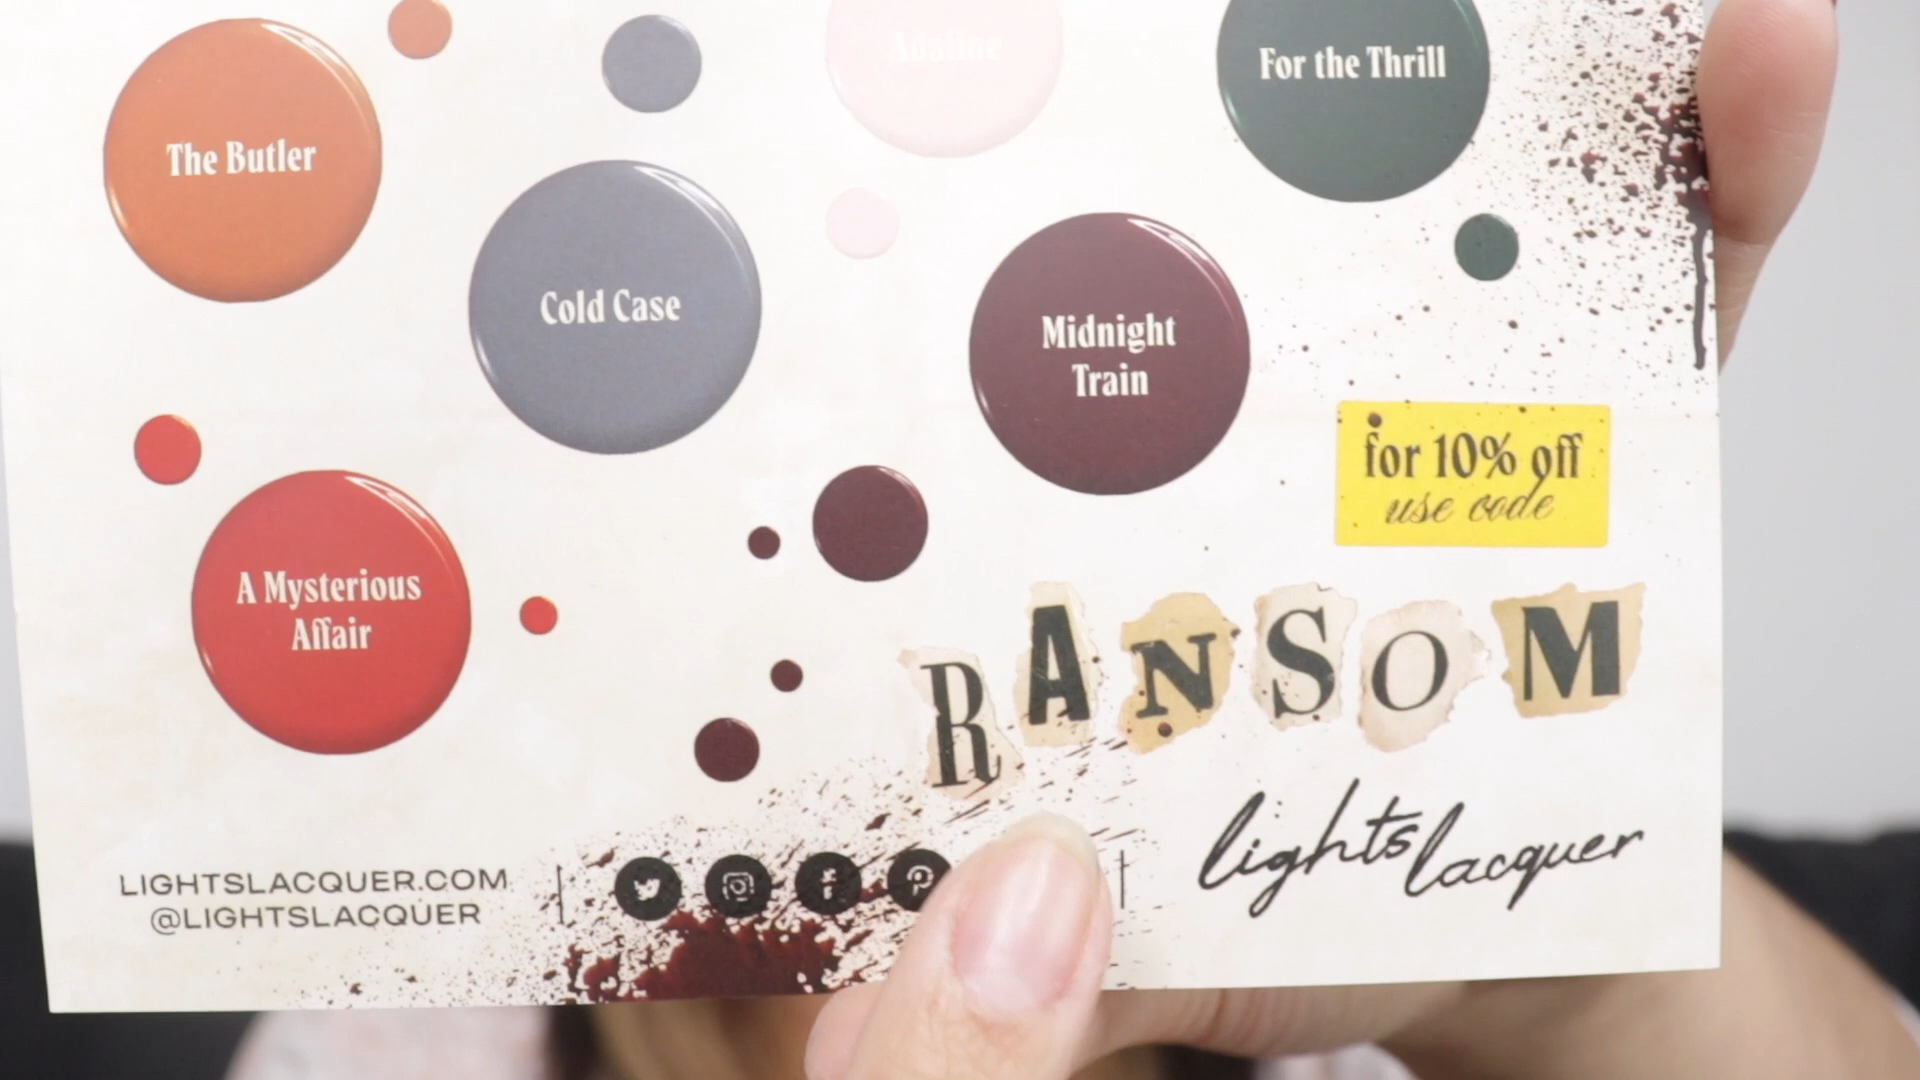 Adaline
For the Thrill
The Butler
Cold Case
Midnight
Train
for 10% off
use code
A Mysterious
Affair
RANSOM
lights lacquer
LIGHTSLACQUER.COM
@LIGHTSLACQUER